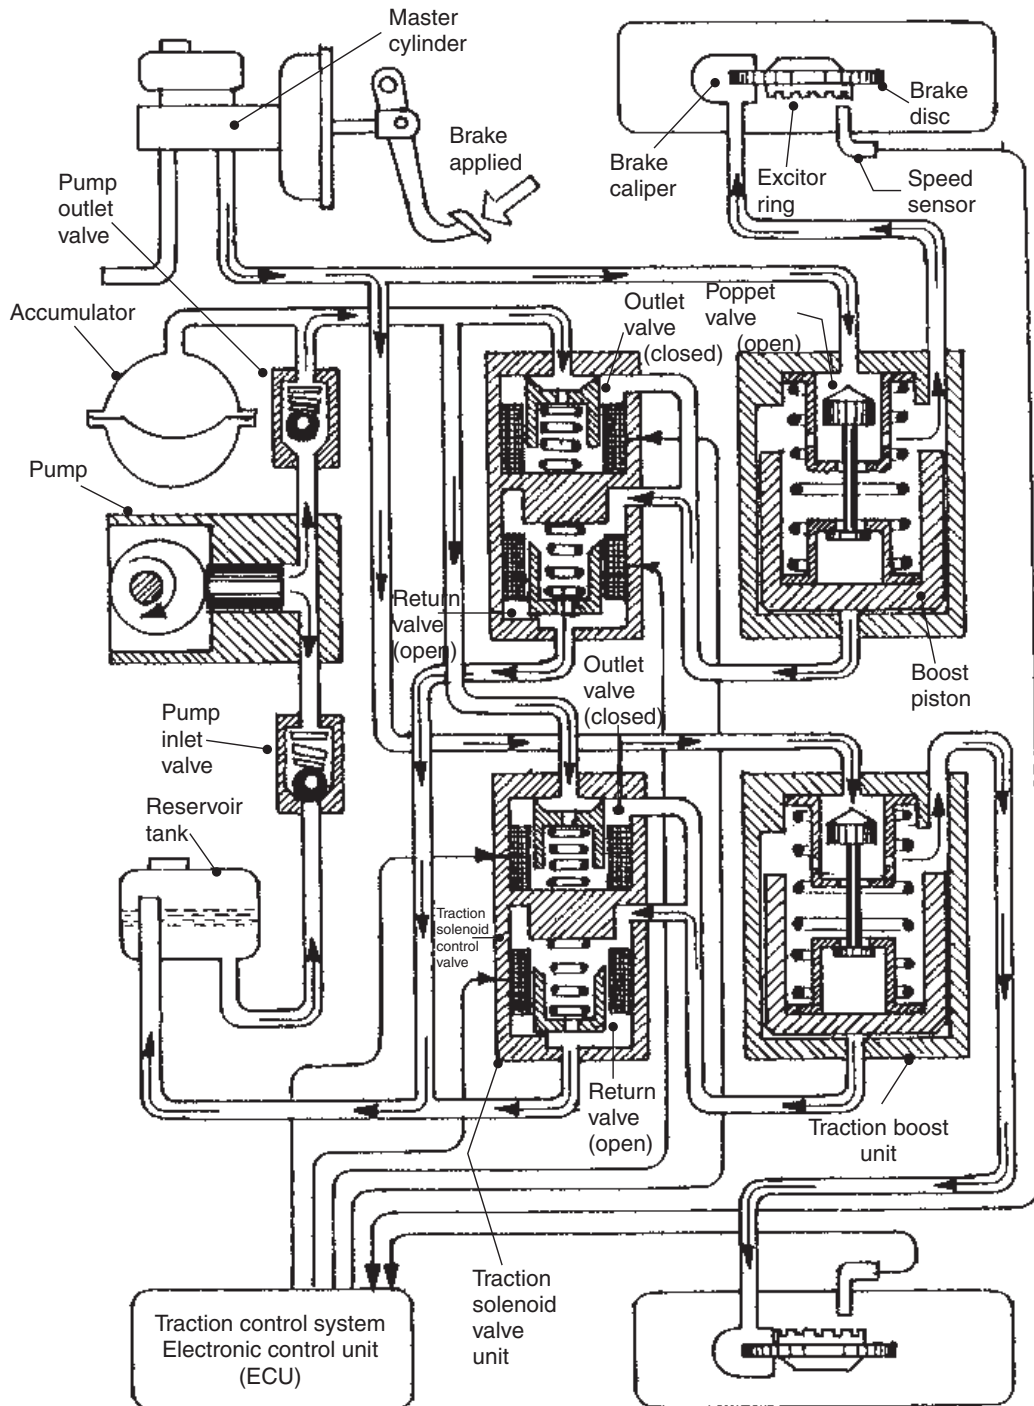 Master
cylinder
Brake
applied
Pump
outlet
valve
Accumulator
Brake
caliper
Excitor
ring
Brake
disc
Speed
sensor
Outlet
valve
(closed)
Poppet
valve
(open)
Pump
Return
valve
(open)
Outlet
valve
(closed)
Boost
piston
Pump
inlet
valve
Reservoir
tank
Traction
solenoid
control
valve
Return
valve
(open)
Traction boost
unit
Traction
solenoid
valve
unit
Traction control system
Electronic control unit
(ECU)